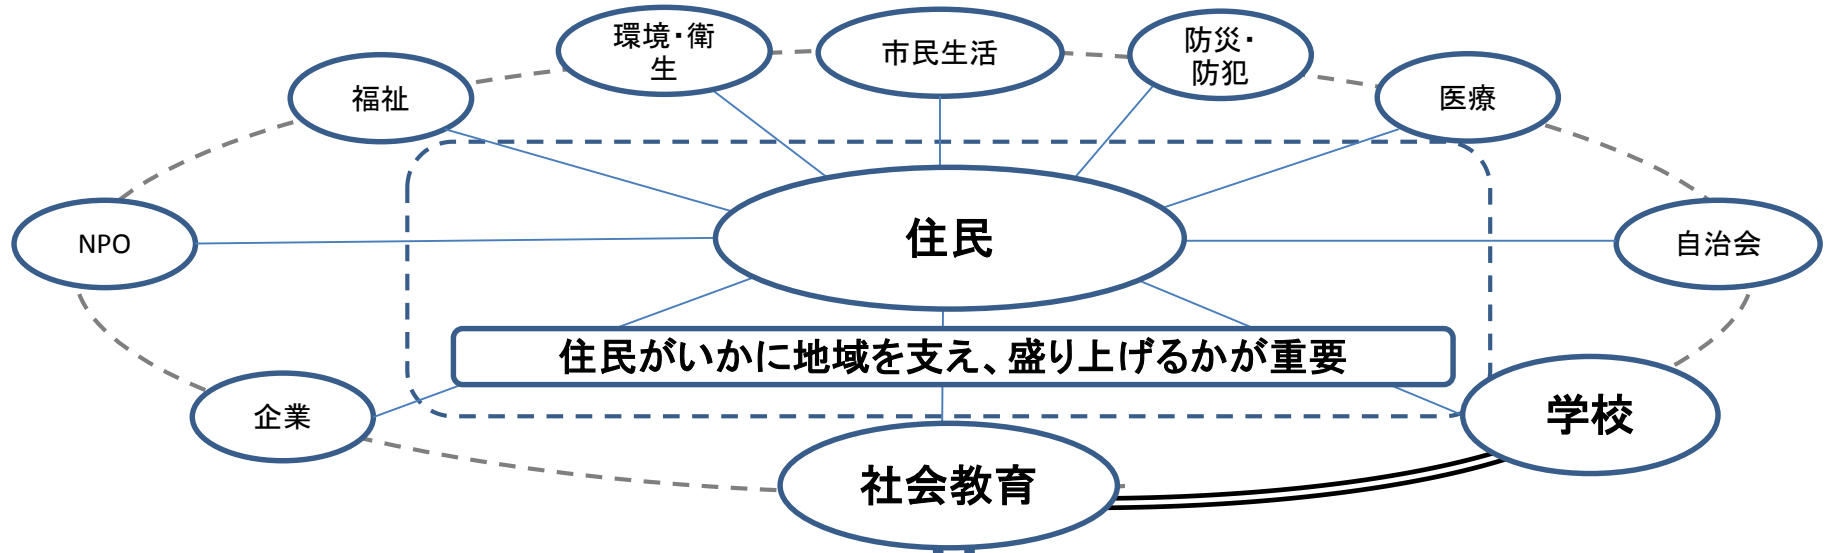 環境・衛
生
市民生活
防災・
防犯
福祉
医療
NPO
住民
自治会
住民がいかに地域を支え、盛り上げるかが重要
企業
学校
社会教育